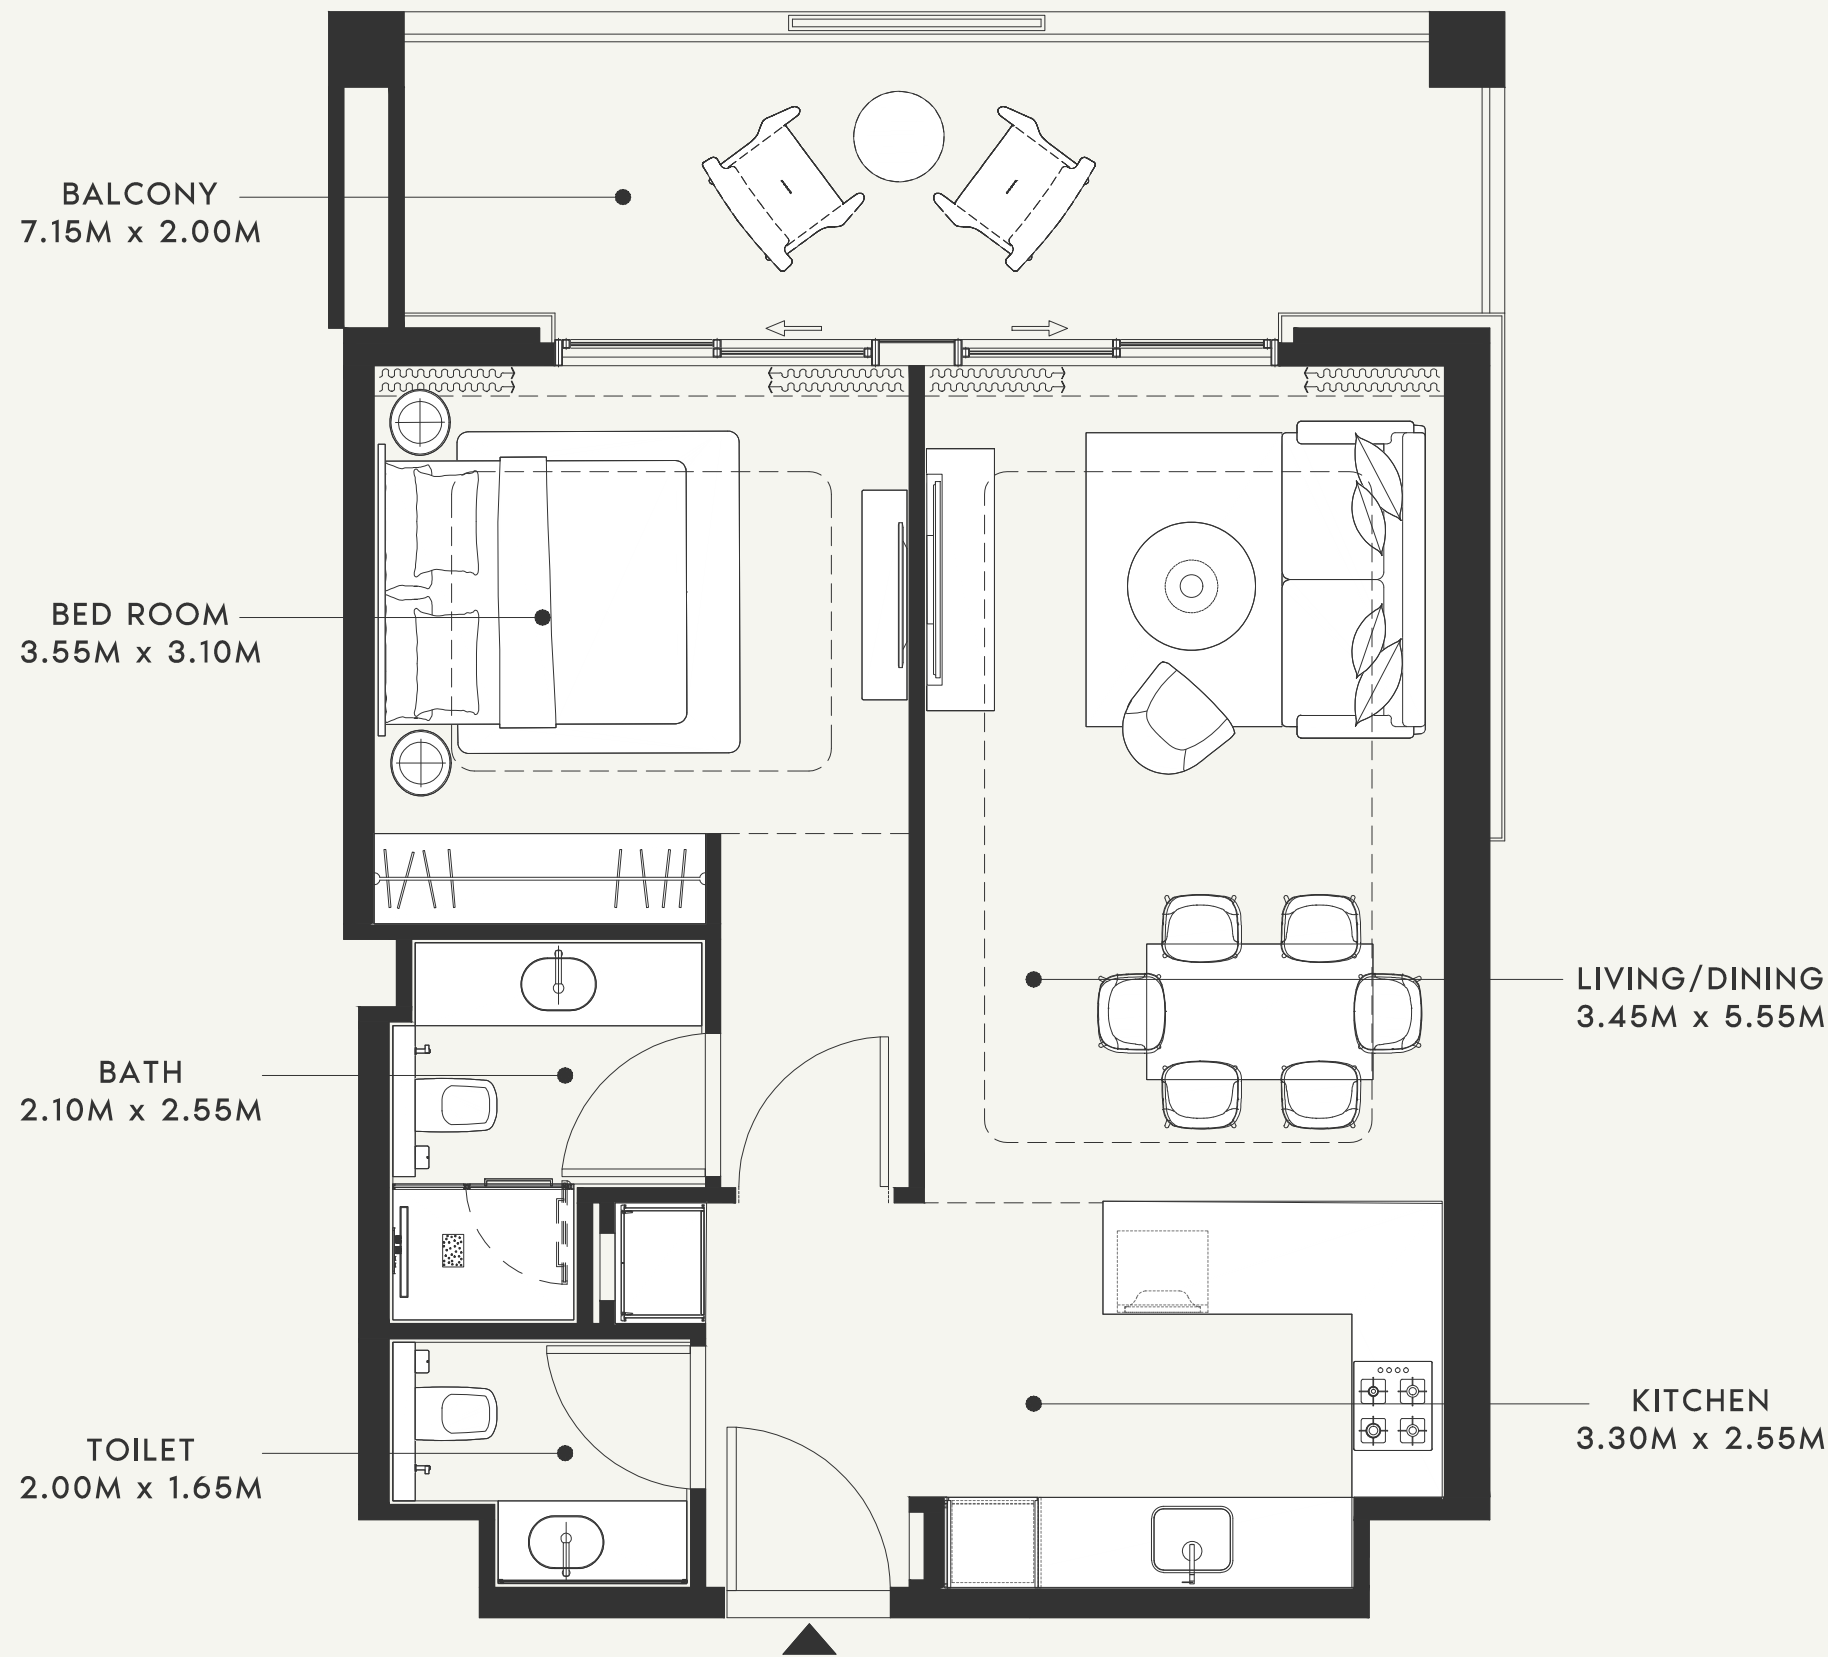 BALCONY
7.15M x 2.00M
BED ROOM
3.55M x 3.10M
LIVING/DINING
3.45M x 5.55M
BATH
2.10M x 2.55M
KITCHEN
3.30M x 2.55M
TOILET
2.00M x 1.65M